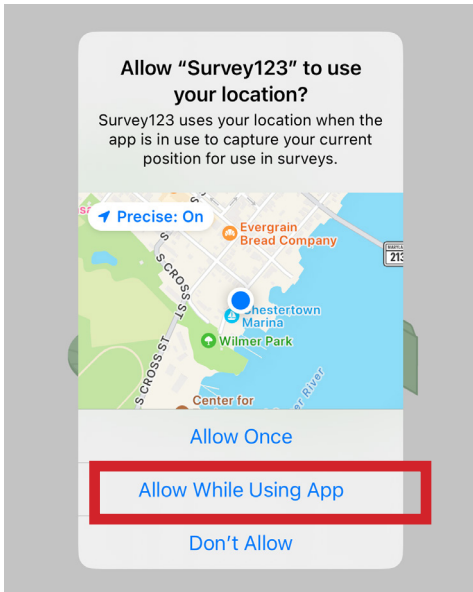 Allow “Survey123” to use
your location?
Survey123 uses your location when the
app is in use to capture your current
position for use in surveys.
Precise: On
Evergrain
Bread Company
213
S CROSS ST
Chestertown
Marina
Wilmer Park
S CROSS ST
Center for
er River
Allow Once
Allow While Using App
Don’t Allow